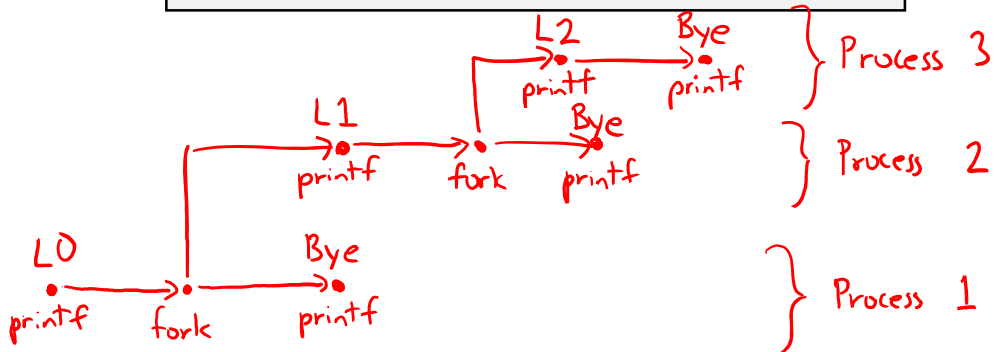 L2 Bye
printf printf } Process 3
L1 Bye
printf fork printf } Process 2
L0 Bye
printf fork printf } Process 1